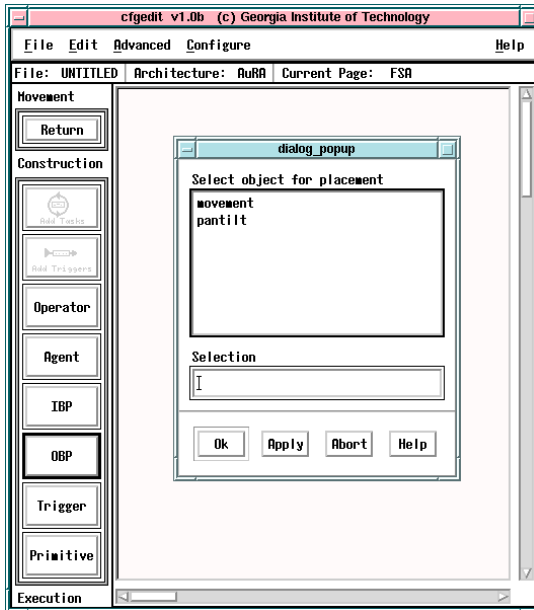 cfgedit v1.0b (c) Georgia Institute of Technology
File Edit Advanced Configure Help
File: UNTITLED Architecture: AuRA Current Page: FSA
Movement
Return
Construction
Add Tasks
Add Triggers
Operator
Agent
IBP
OBP
Trigger
Primitive
Execution
dialog_popup
Select object for placement
movement
pantilt
Selection
Ok Apply Abort Help